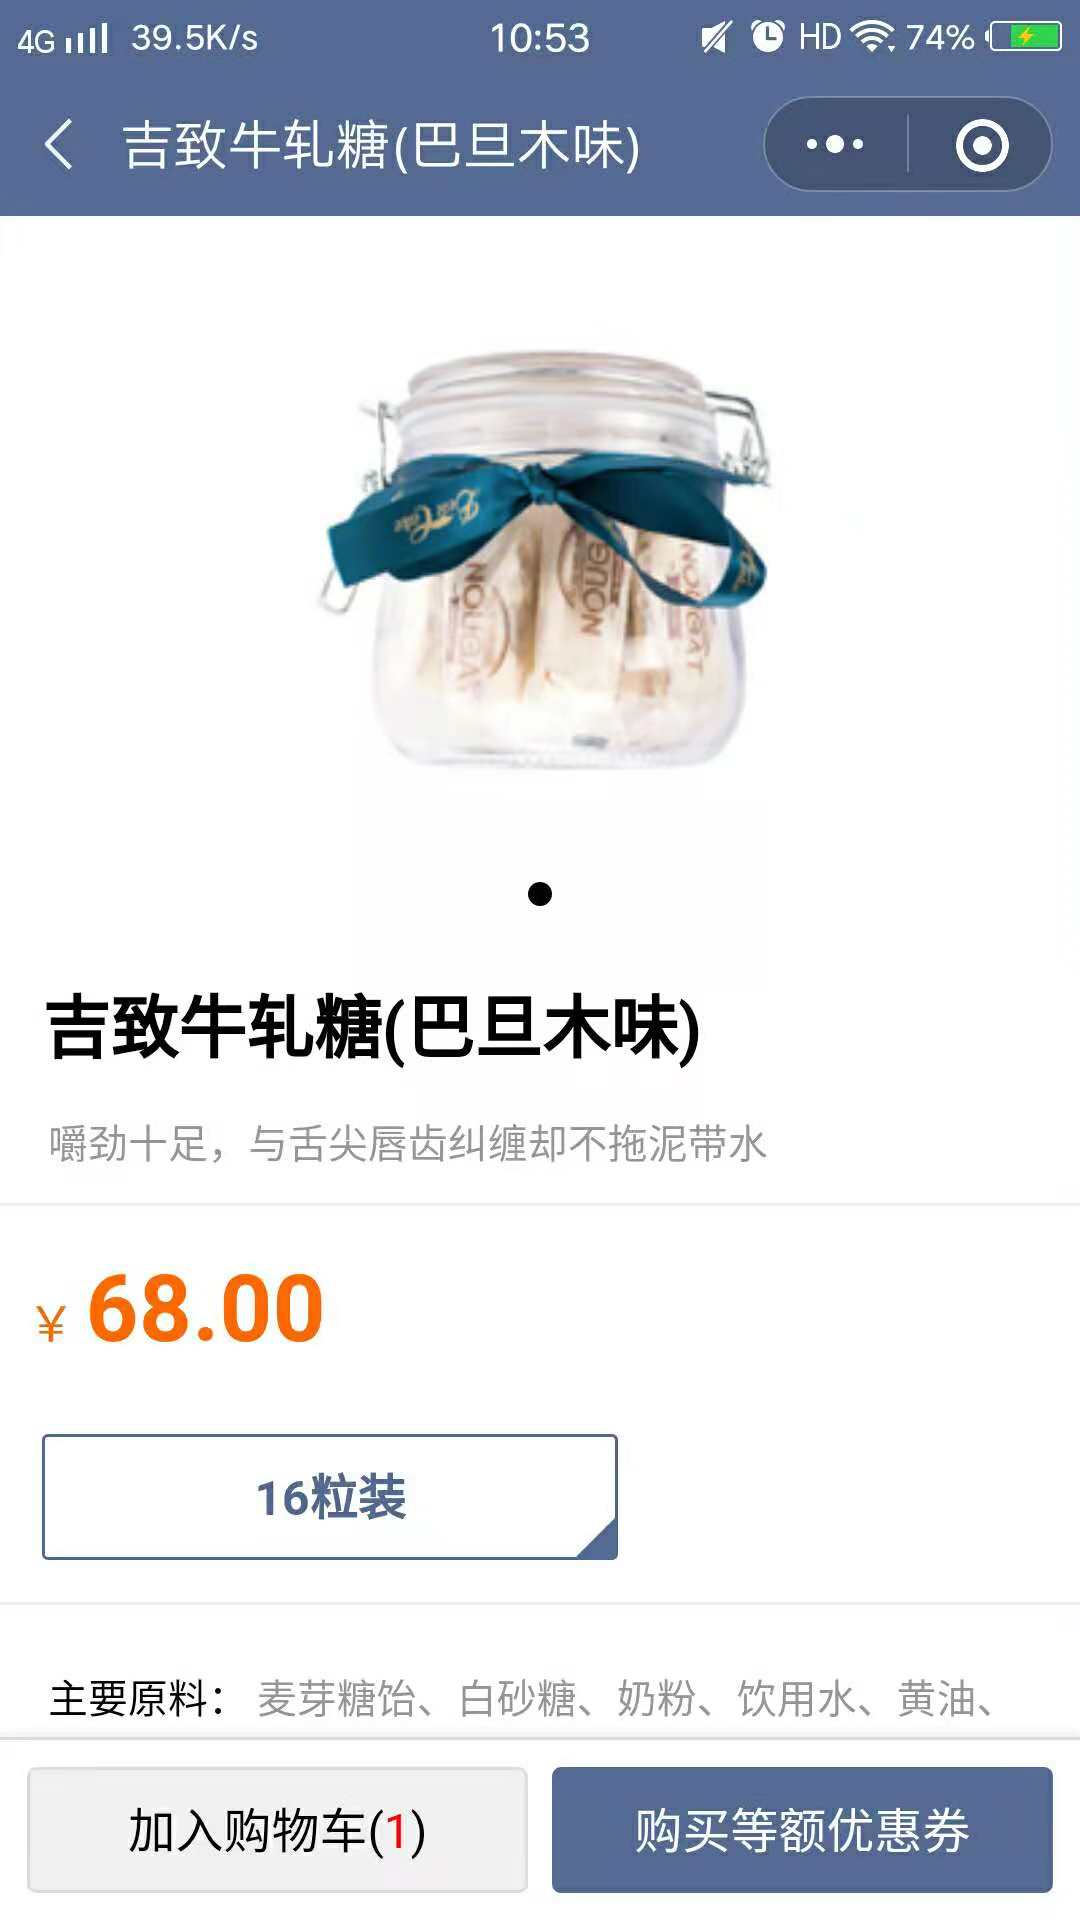 4G 39.5K/s 10:53 HD 74%
吉致牛轧糖(巴旦木味)
Best Cake
NOUGAT
NOUGAT
NOUGAT
吉致牛轧糖(巴旦木味)
嚼劲十足，与舌尖唇齿纠缠却不拖泥带水
¥ 68.00
16粒装
主要原料： 麦芽糖饴、白砂糖、奶粉、饮用水、黄油、
加入购物车(1)
购买等额优惠券